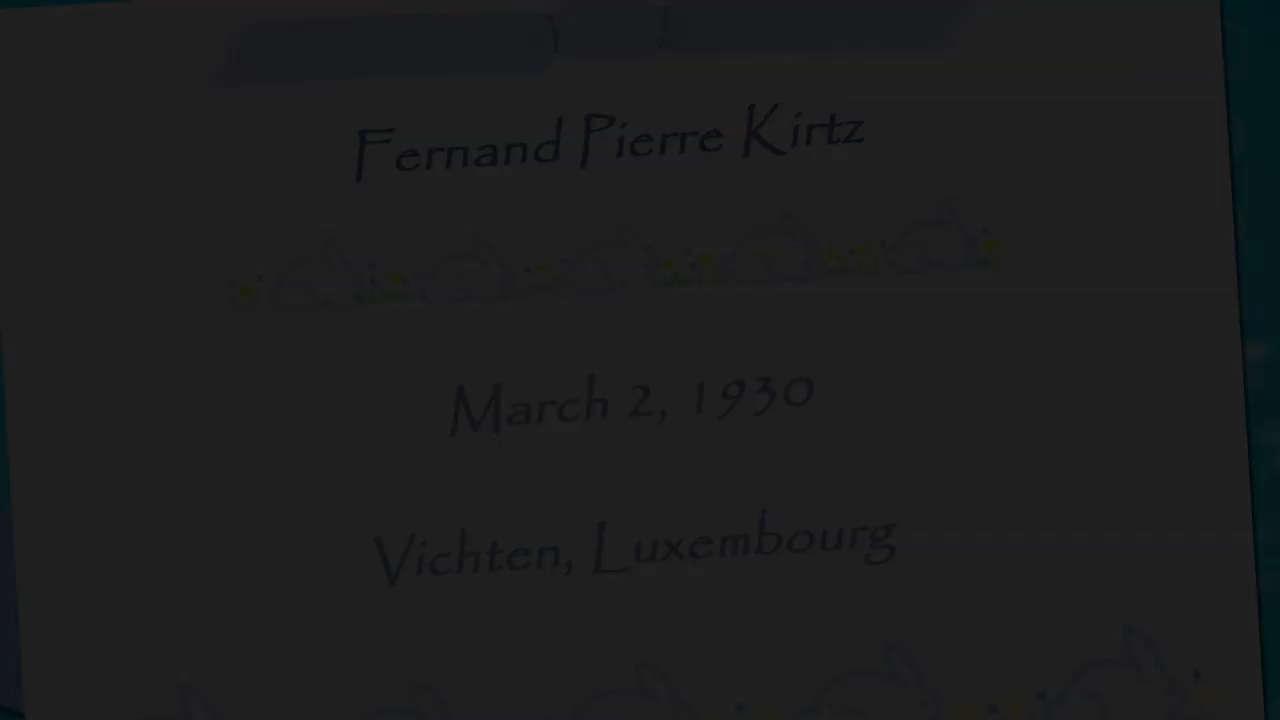 Fernand Pierre Kirtz
March 2, 1930
Vichten, Luxembourg